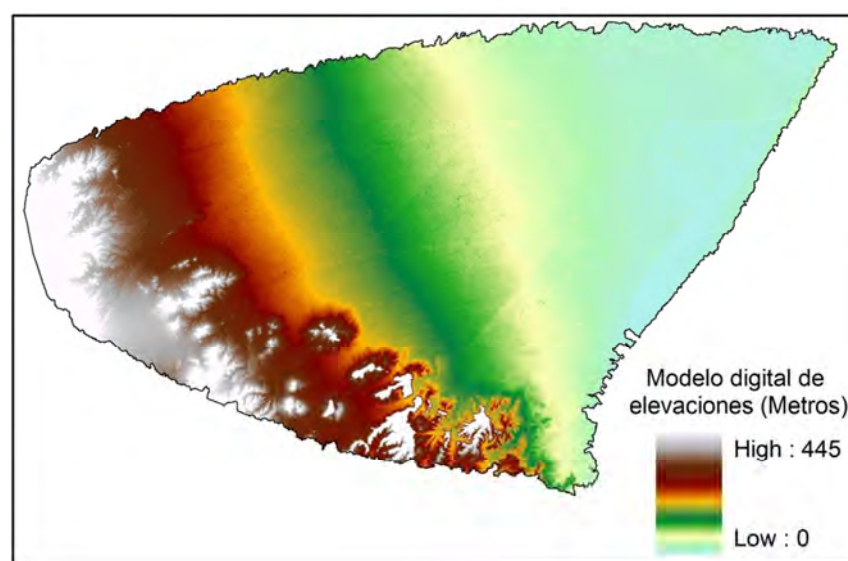 Modelo digital de
elevaciones (Metros)
High : 445
Low : 0